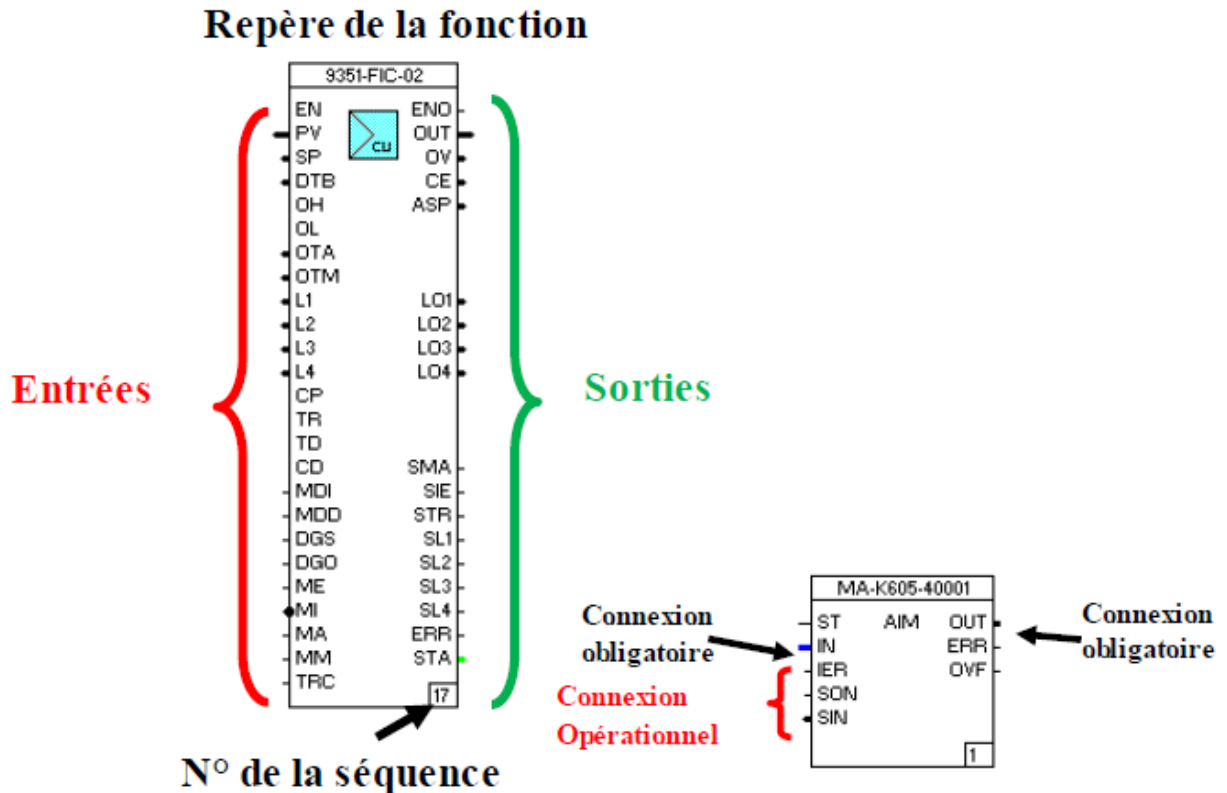 Repère de la fonction
9351-FIC-02
EN ENO
PV OUT
cu
SP OV
DTB CE
OH ASP
OL
OTA
OTM
L1 LO1
L2 LO2
L3 LO3
L4 LO4
CP
TR
TD
CD SMA
MDI SIE
MDD STR
DGS SL1
DGO SL2
ME SL3
MI SL4
MA ERR
MM STA
TRC
17
Entrées
Sorties
N° de la séquence
MA-K605-40001
ST AIM OUT
IN ERR
IER OVF
SON
SIN
1
Connexion
obligatoire
Connexion
Opérationnel
Connexion
obligatoire